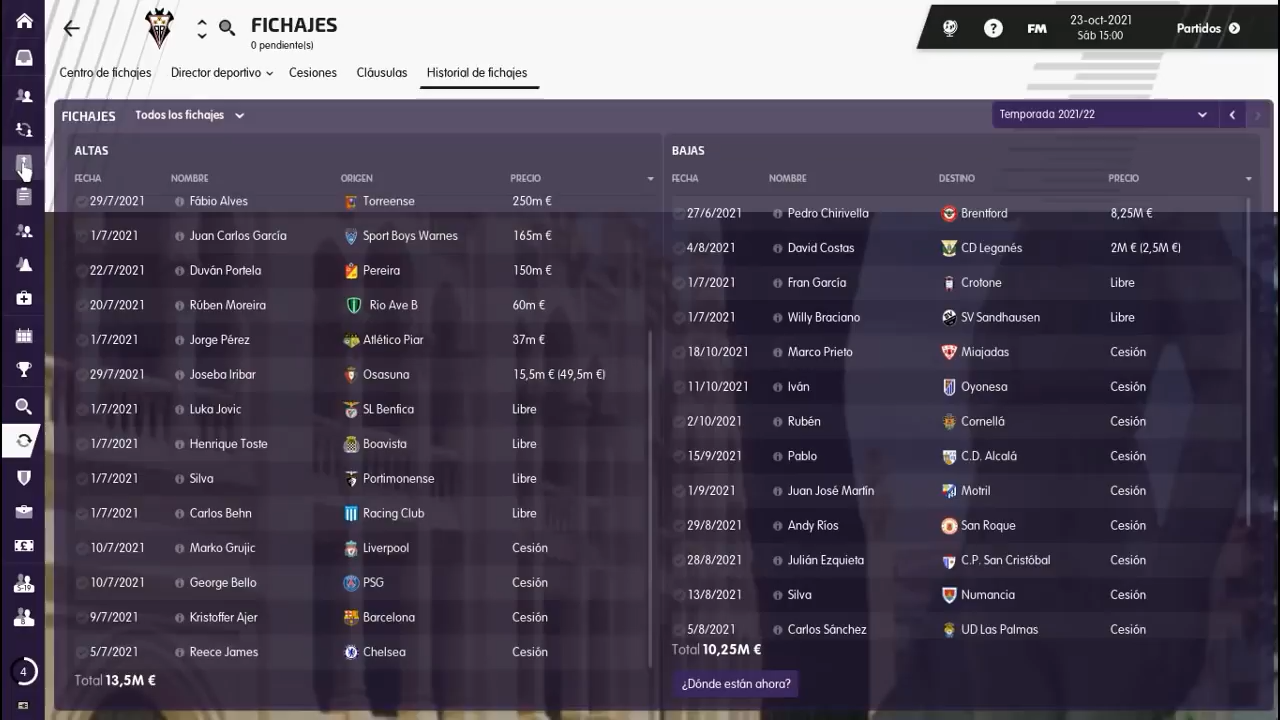 FICHAJES
0 pendiente(s)
FM
23-oct-2021
Sáb 15:00
Partidos
Centro de fichajes
Director deportivo
Cesiones
Cláusulas
Historial de fichajes
FICHAJES
Todos los fichajes
Temporada 2021/22
ALTAS
FECHA NOMBRE ORIGEN PRECIO
29/7/2021 Fábio Alves Torreense 250m €
1/7/2021 Juan Carlos García Sport Boys Warnes 165m €
22/7/2021 Duván Portela Pereira 150m €
20/7/2021 Rúben Moreira Rio Ave B 60m €
1/7/2021 Jorge Pérez Atlético Piar 37m €
29/7/2021 Joseba Iribar Osasuna 15,5m € (49,5m €)
1/7/2021 Luka Jovic SL Benfica Libre
1/7/2021 Henrique Toste Boavista Libre
1/7/2021 Silva Portimonense Libre
1/7/2021 Carlos Behn Racing Club Libre
10/7/2021 Marko Grujic Liverpool Cesión
10/7/2021 George Bello PSG Cesión
9/7/2021 Kristoffer Ajer Barcelona Cesión
5/7/2021 Reece James Chelsea Cesión
Total 13,5M €
BAJAS
FECHA NOMBRE DESTINO PRECIO
27/6/2021 Pedro Chirivella Brentford 8,25M €
4/8/2021 David Costas CD Leganés 2M € (2,5M €)
1/7/2021 Fran García Crotone Libre
1/7/2021 Willy Braciano SV Sandhausen Libre
18/10/2021 Marco Prieto Miajadas Cesión
11/10/2021 Iván Oyonesa Cesión
2/10/2021 Rubén Cornellá Cesión
15/9/2021 Pablo C.D. Alcalá Cesión
1/9/2021 Juan José Martín Motril Cesión
29/8/2021 Andy Ríos San Roque Cesión
28/8/2021 Julián Ezquieta C.P. San Cristóbal Cesión
13/8/2021 Silva Numancia Cesión
5/8/2021 Carlos Sánchez UD Las Palmas Cesión
Total 10,25M €
¿Dónde están ahora?
S-19
B
4